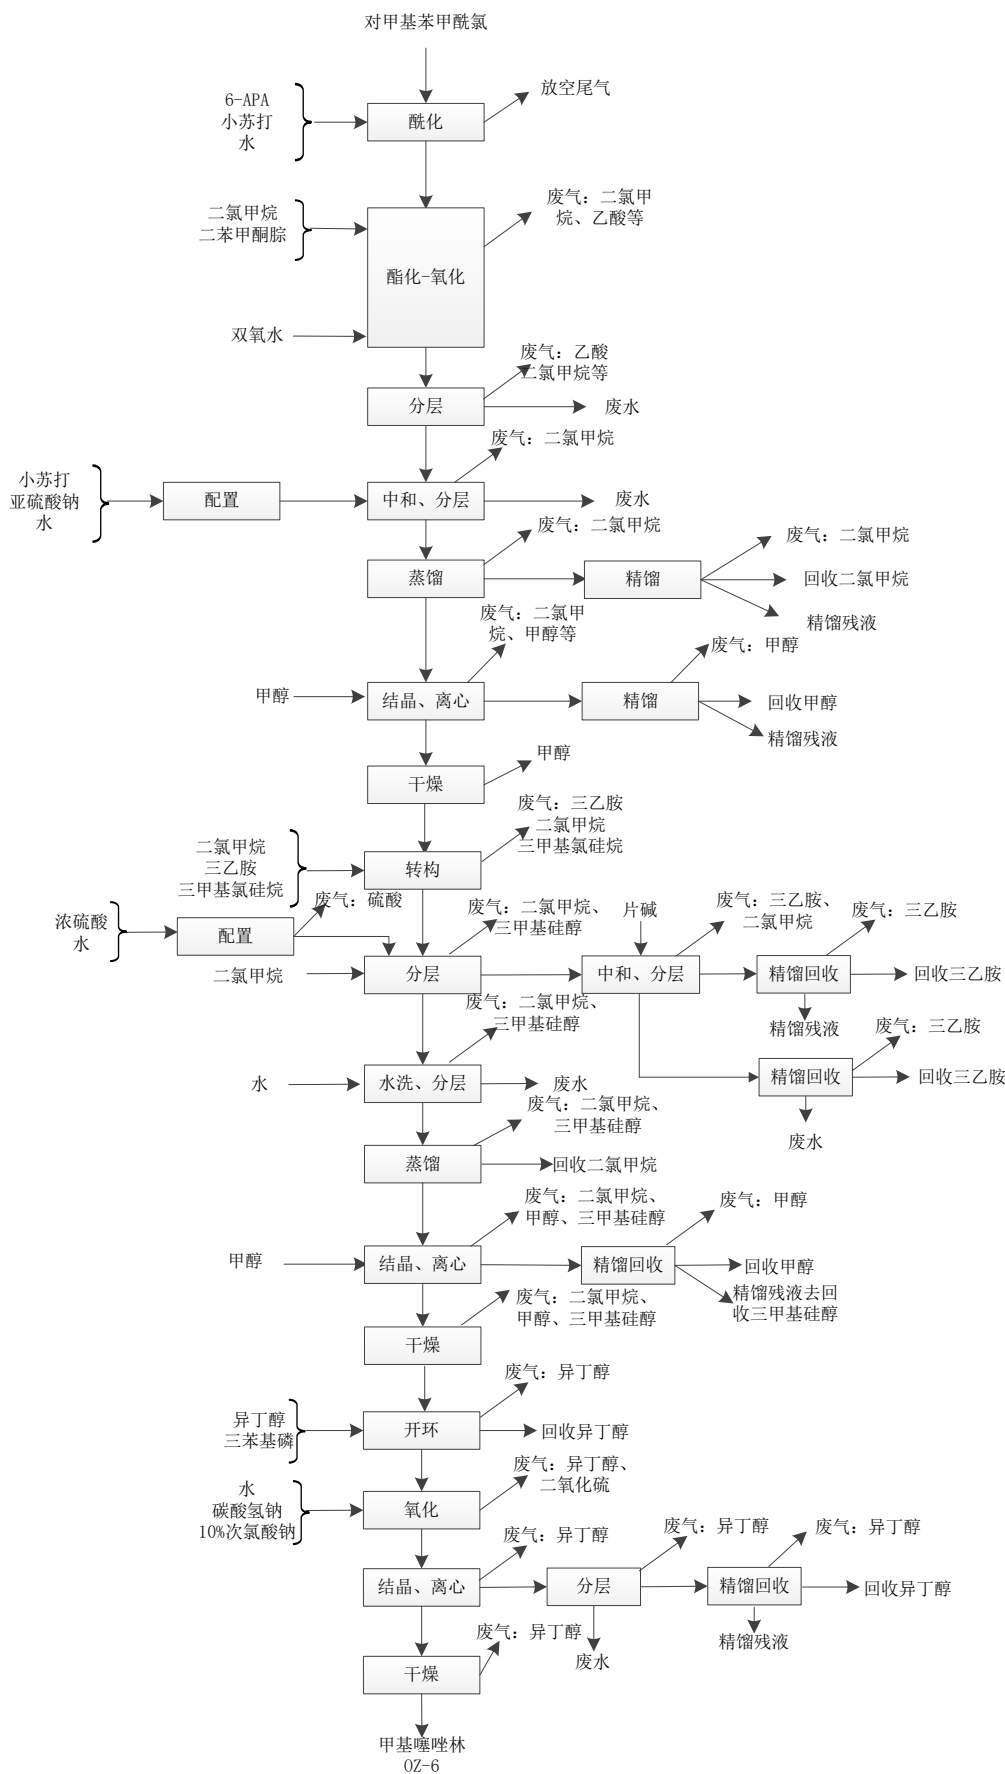 对甲基苯甲酰氯
放空尾气
6-APA
小苏打
水
酰化
二氯甲烷
二苯甲酮腙
废气：二氯甲
烷、乙酸等
酯化-氧化
双氧水
废气：乙酸
二氯甲烷等
分层
废水
废气：二氯甲烷
小苏打
亚硫酸钠
水
配置
中和、分层
废水
废气：二氯甲烷
蒸馏
精馏
废气：二氯甲烷
回收二氯甲烷
精馏残液
废气：二氯甲
烷、甲醇等
甲醇
结晶、离心
精馏
废气：甲醇
回收甲醇
精馏残液
甲醇
干燥
废气：三乙胺
二氯甲烷
三甲基氯硅烷
二氯甲烷
三乙胺
三甲基氯硅烷
转构
废气：硫酸
浓硫酸
水
配置
废气：二氯甲烷、
三甲基硅醇
片碱
废气：三乙胺、
二氯甲烷
废气：三乙胺
二氯甲烷
分层
中和、分层
精馏回收
回收三乙胺
精馏残液
废气：二氯甲烷、
三甲基硅醇
废气：三乙胺
水
水洗、分层
废水
精馏回收
回收三乙胺
废水
废气：二氯甲烷、
三甲基硅醇
蒸馏
回收二氯甲烷
废气：二氯甲烷、
甲醇、三甲基硅醇
废气：甲醇
甲醇
结晶、离心
精馏回收
回收甲醇
精馏残液去回
收三甲基硅醇
废气：二氯甲烷、
甲醇、三甲基硅醇
干燥
废气：异丁醇
异丁醇
三苯基磷
开环
回收异丁醇
废气：异丁醇、
二氧化硫
水
碳酸氢钠
10%次氯酸钠
氧化
废气：异丁醇
废气：异丁醇
废气：异丁醇
结晶、离心
分层
精馏回收
回收异丁醇
精馏残液
废水
废气：异丁醇
干燥
甲基噻唑林
OZ-6